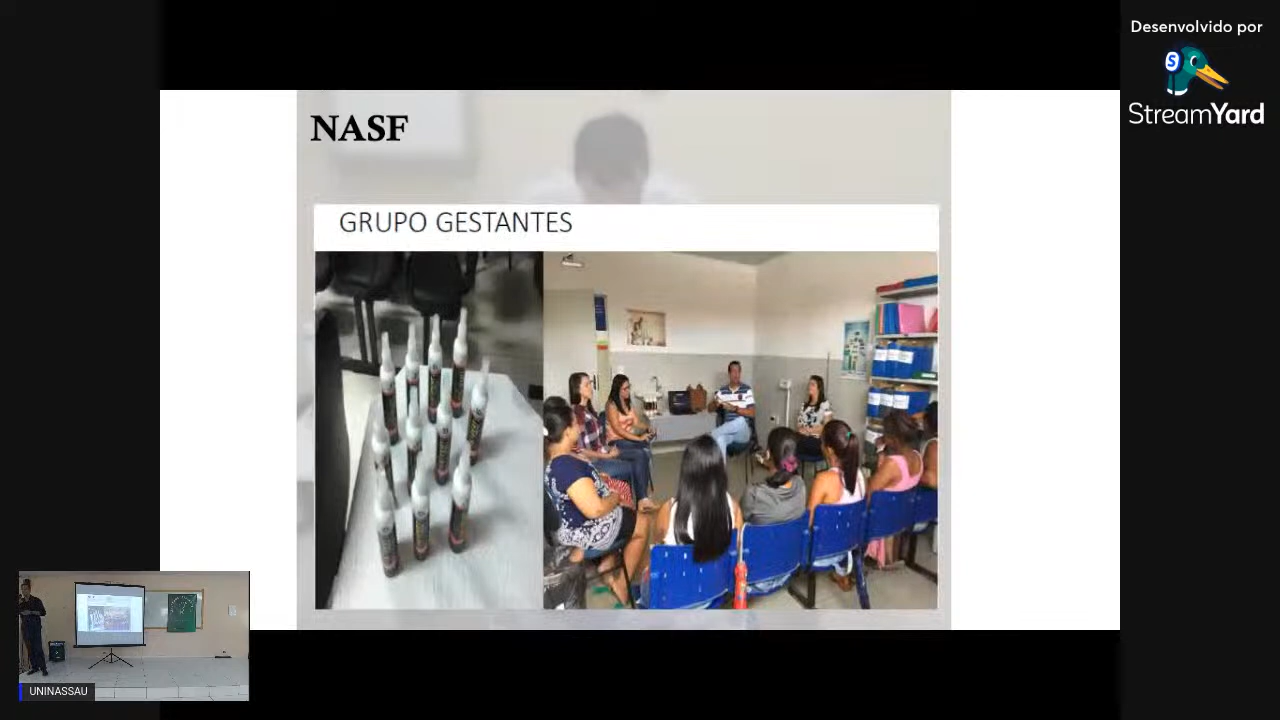 Desenvolvido por
StreamYard
NASF
GRUPO GESTANTES
UNINASSAU